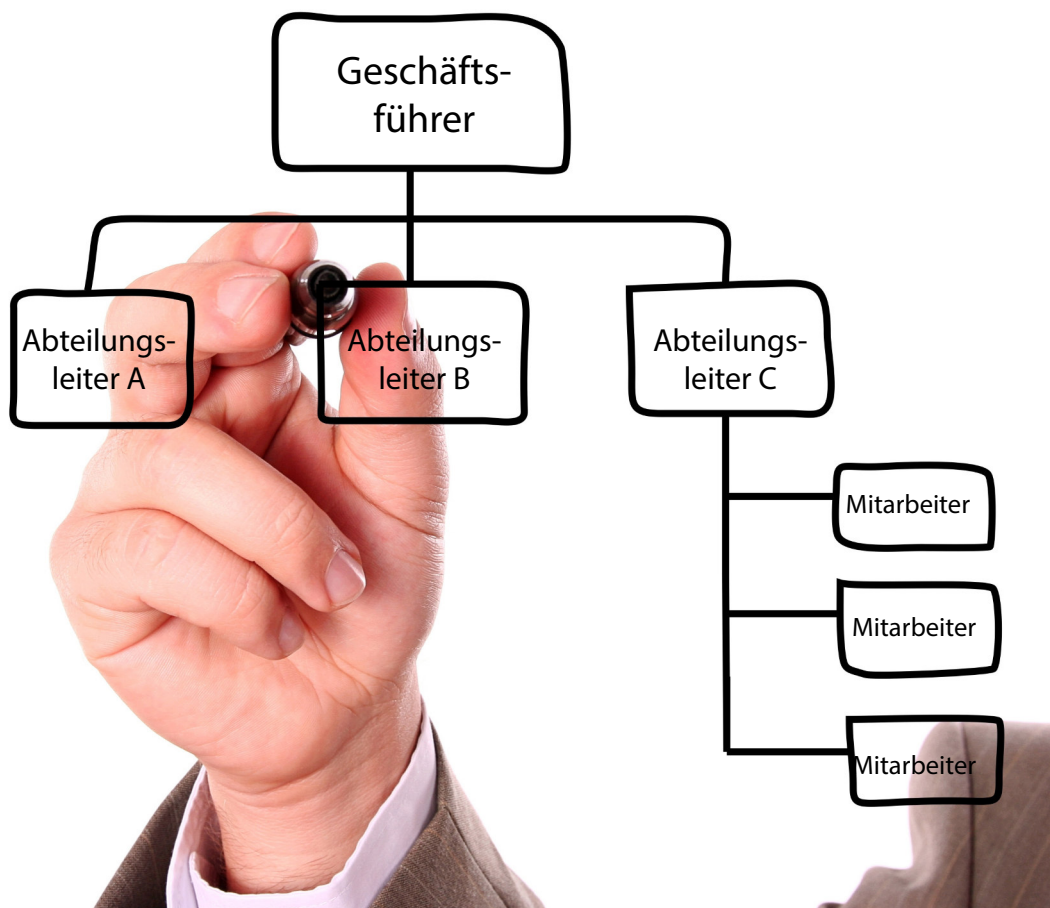 Geschäfts-
führer
Abteilungs-
leiter A
Abteilungs-
leiter B
Abteilungs-
leiter C
Mitarbeiter
Mitarbeiter
Mitarbeiter